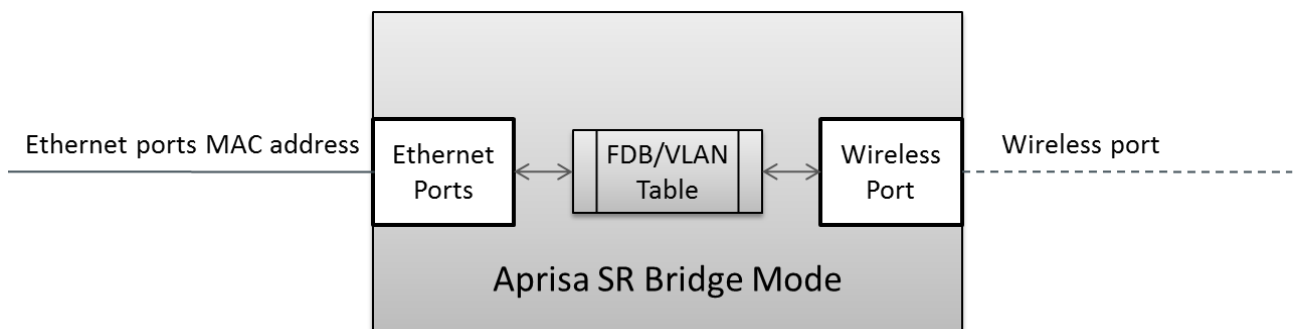 Ethernet ports MAC address
Ethernet
Ports
FDB/VLAN
Table
Wireless
Port
Wireless port
Aprisa SR Bridge Mode